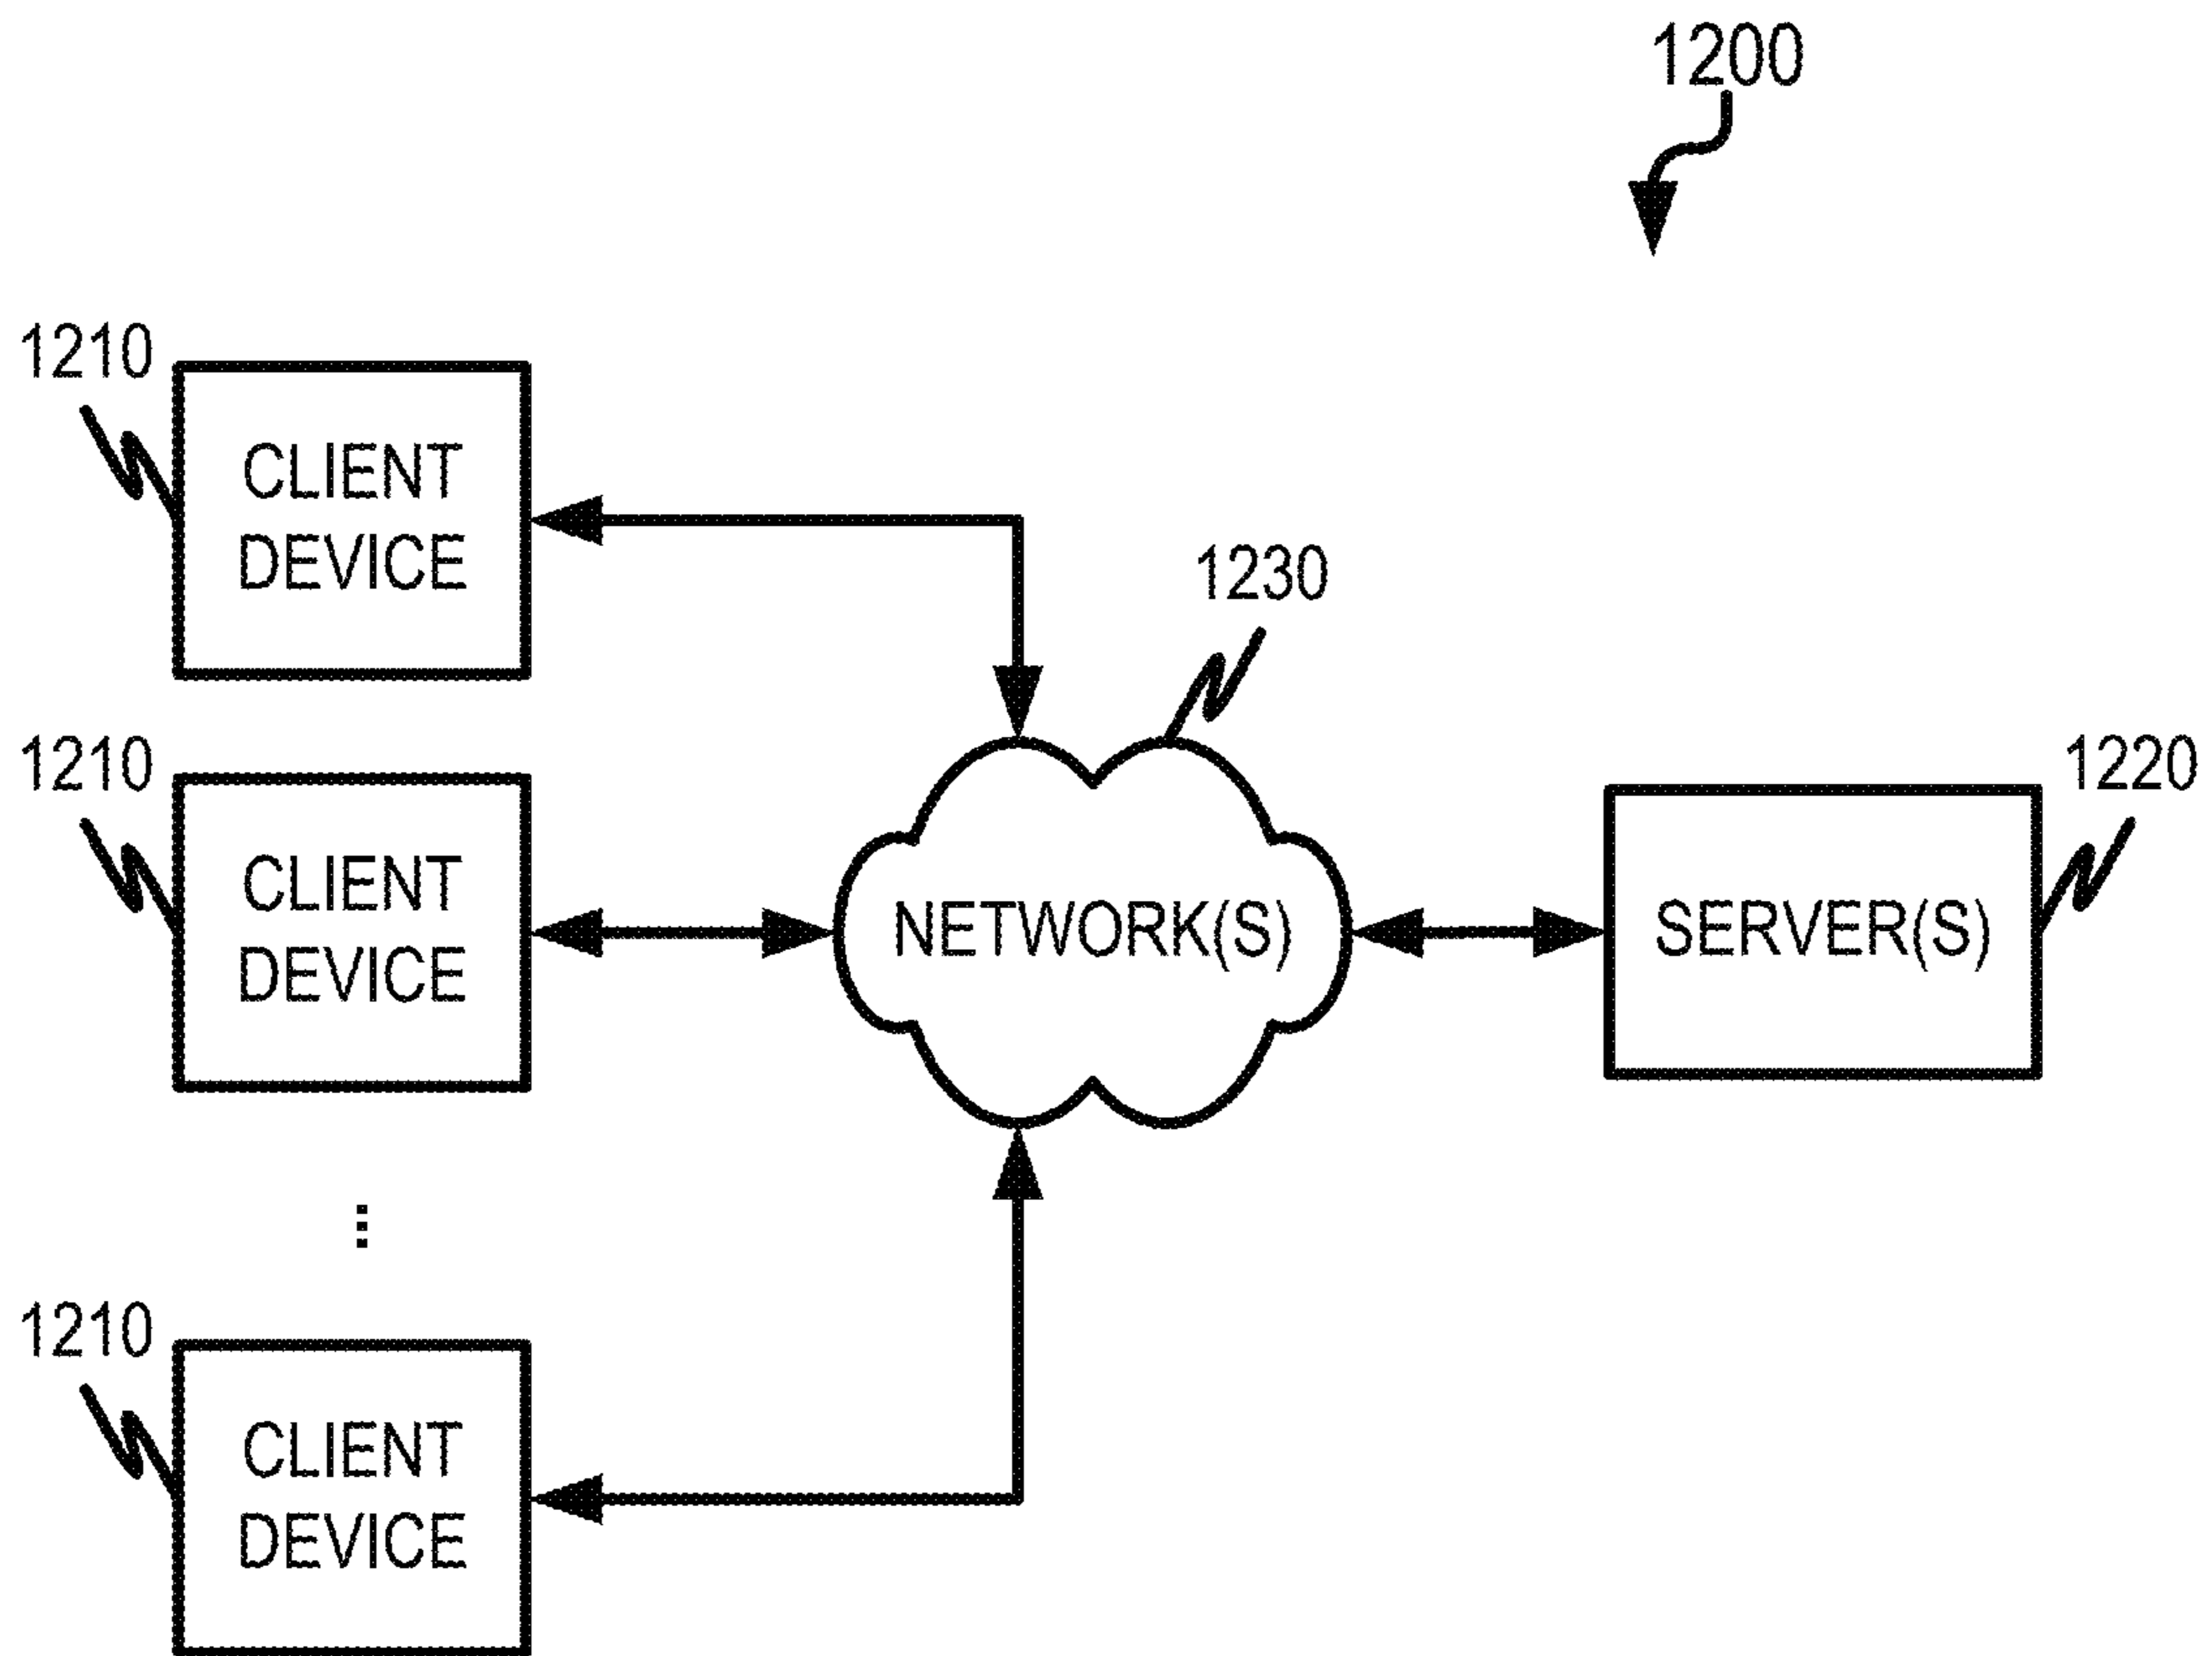 1200
1210
CLIENT
DEVICE
1230
1210
CLIENT
DEVICE
NETWORK(S)
SERVER(S)
1220
⋮
1210
CLIENT
DEVICE